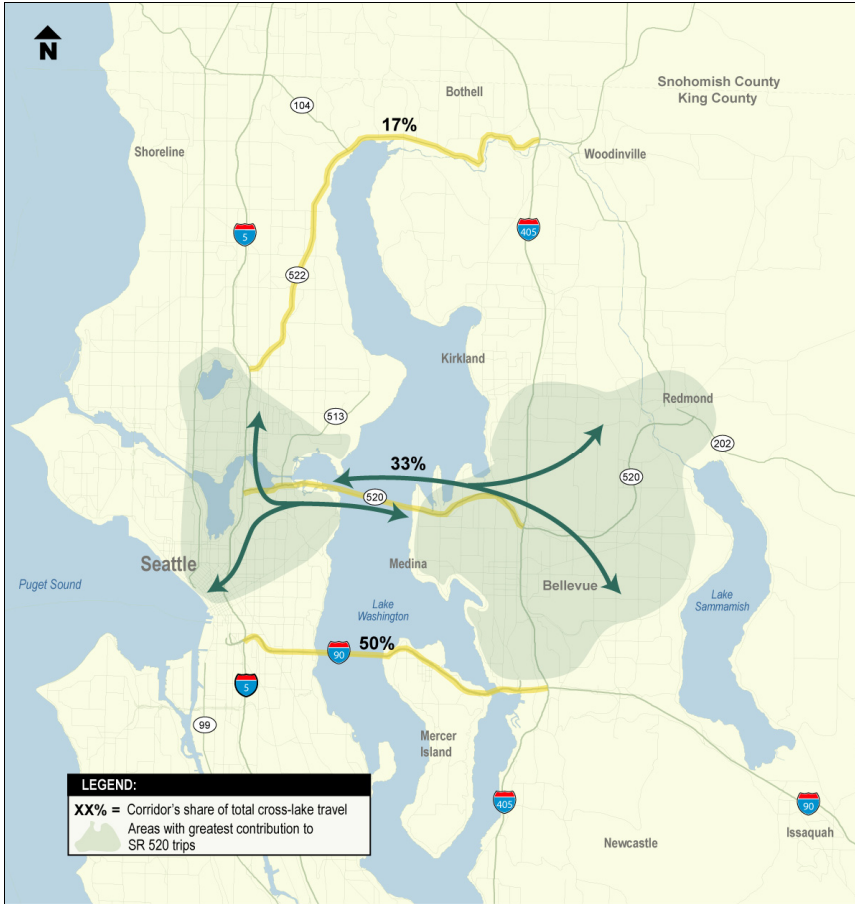 N
Snohomish County
King County
Bothell
104
17%
Shoreline
Woodinville
5
405
522
Kirkland
Redmond
513
202
33%
520
520
Seattle
Medina
Bellevue
Puget Sound
Lake
Washington
Lake
Sammamish
50%
90
5
99
Mercer
Island
LEGEND:
XX% = Corridor's share of total cross-lake travel
Areas with greatest contribution to
SR 520 trips
405
90
Issaquah
Newcastle